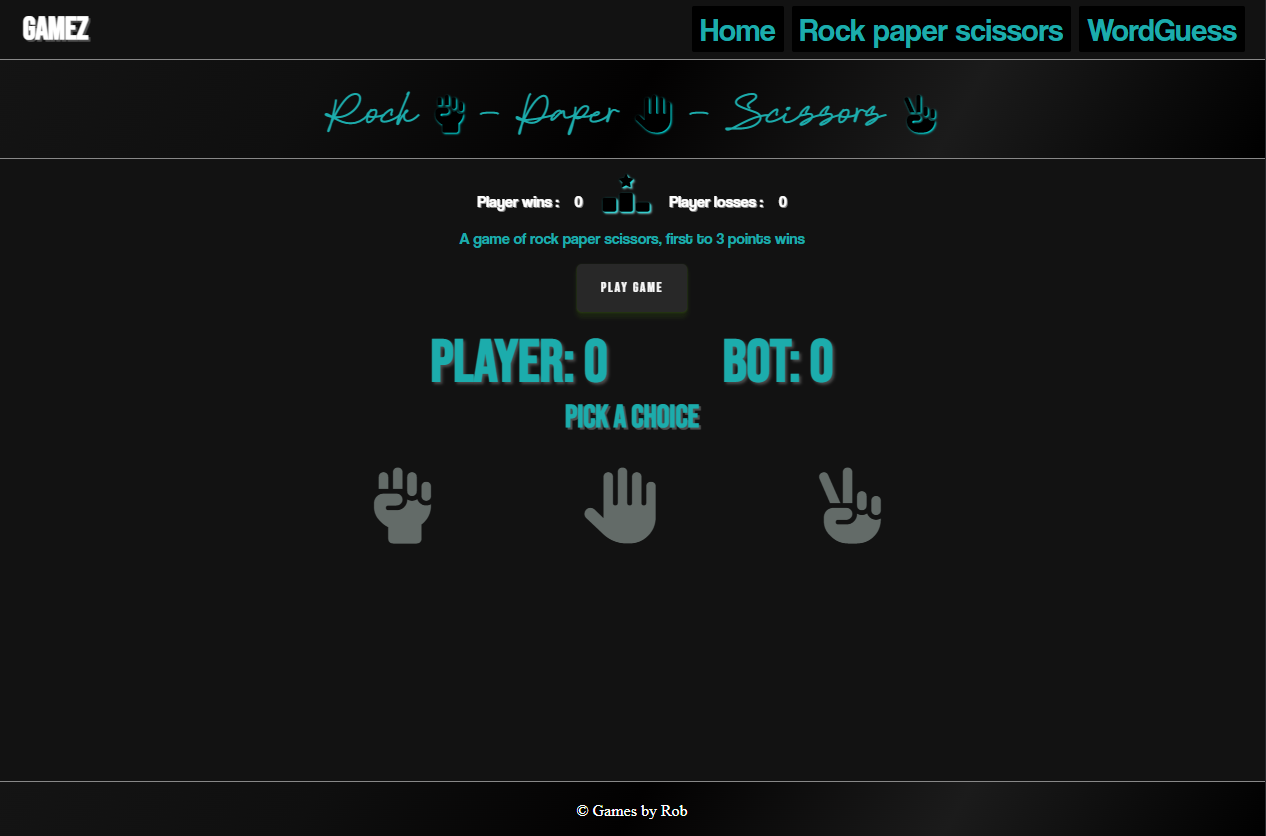 GAMEZ
Home Rock paper scissors WordGuess
Rock - Paper - Scissors
Player wins : 0 Player losses : 0
A game of rock paper scissors, first to 3 points wins
PLAY GAME
PLAYER: 0 BOT: 0
PICK A CHOICE
© Games by Rob